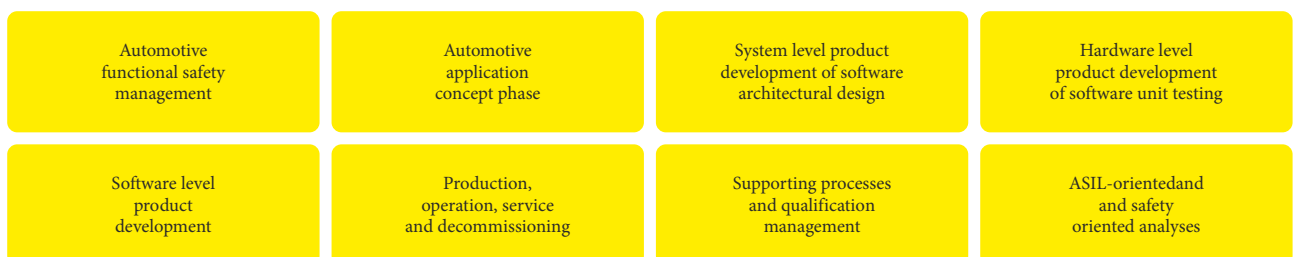 Automotive
functional safety
management
Automotive
application
concept phase
System level product
development of software
architectural design
Hardware level
product development
of software unit testing
Software level
product
development
Production,
operation, service
and decommissioning
Supporting processes
and qualification
management
ASIL-orientedand
and safety
oriented analyses